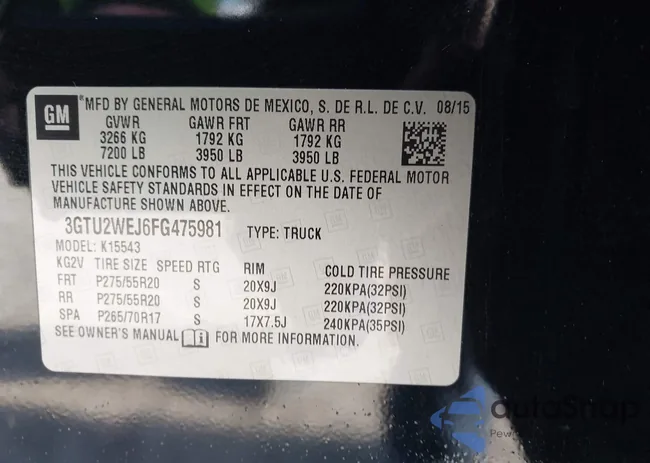 GM
®MFD BY GENERAL MOTORS DE MEXICO, S. DE R.L. DE C.V. 08/15
GVWR GAWR FRT GAWR RR
3266 KG 1792 KG 1792 KG
7200 LB 3950 LB 3950 LB
THIS VEHICLE CONFORMS TO ALL APPLICABLE U.S. FEDERAL MOTOR
VEHICLE SAFETY STANDARDS IN EFFECT ON THE DATE OF
MANUFACTURE SHOWN ABOVE.
3GTU2WEJ6FG475981 TYPE: TRUCK
MODEL: K15543
KG2V TIRE SIZE SPEED RTG RIM COLD TIRE PRESSURE
FRT P275/55R20 S 20X9J 220KPA(32PSI)
RR P275/55R20 S 20X9J 220KPA(32PSI)
SPA P265/70R17 S 17X7.5J 240KPA(35PSI)
SEE OWNER'S MANUAL i FOR MORE INFORMATION.
autoShop